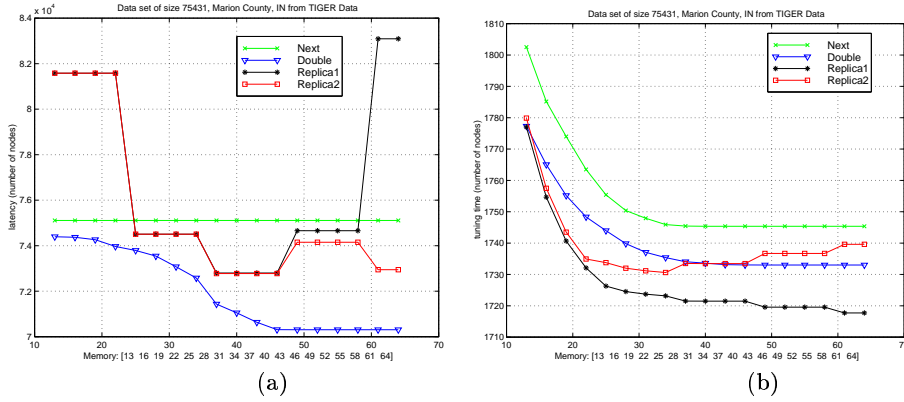 Data set of size 75431, Marion County, IN from TIGER Data
8.4
x 10⁴
8.2
8
7.8
7.6
7.4
7.2
7
latency (number of nodes)
Next
Double
Replica1
Replica2
10 20 30 40 50 60 70
Memory: [13 16 19 22 25 28 31 34 37 40 43 46 49 52 55 58 61 64]
(a)
Data set of size 75431, Marion County, IN from TIGER Data
1810
1800
1790
1780
1770
1760
1750
1740
1730
1720
1710
tuning time (number of nodes)
Next
Double
Replica1
Replica2
10 20 30 40 50 60 70
Memory: [13 16 19 22 25 28 31 34 37 40 43 46 49 52 55 58 61 64]
(b)